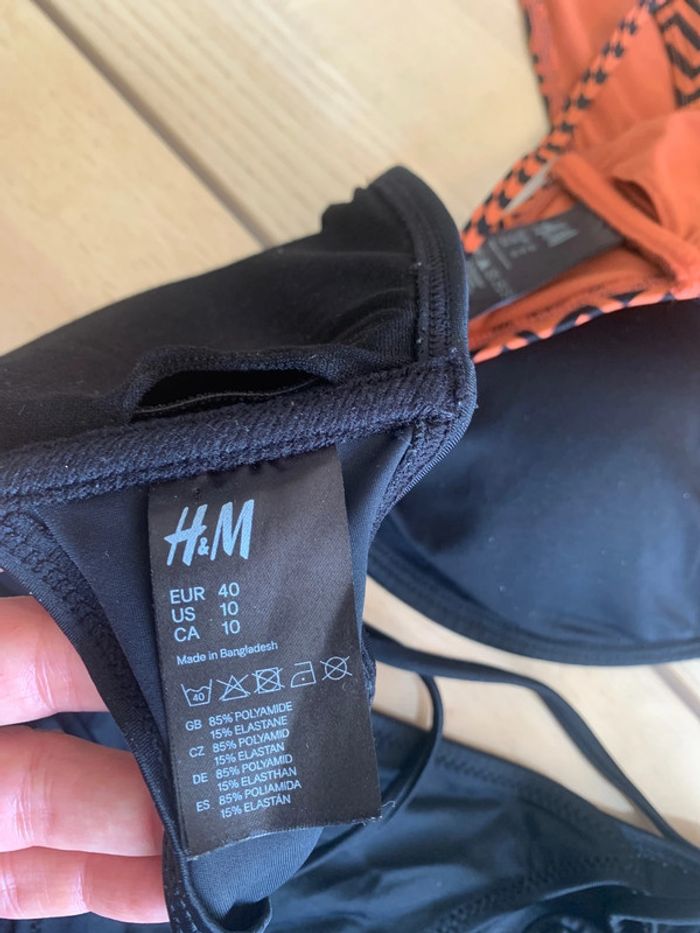 H&M
EUR 40
US 10
CA 10
Made in Bangladesh
40
GB 85% POLYAMIDE
15% ELASTANE
CZ 85% POLYAMID
15% ELASTAN
DE 85% POLYAMID
15% ELASTHAN
ES 85% POLIAMIDA
15% ELASTÁN
H&M